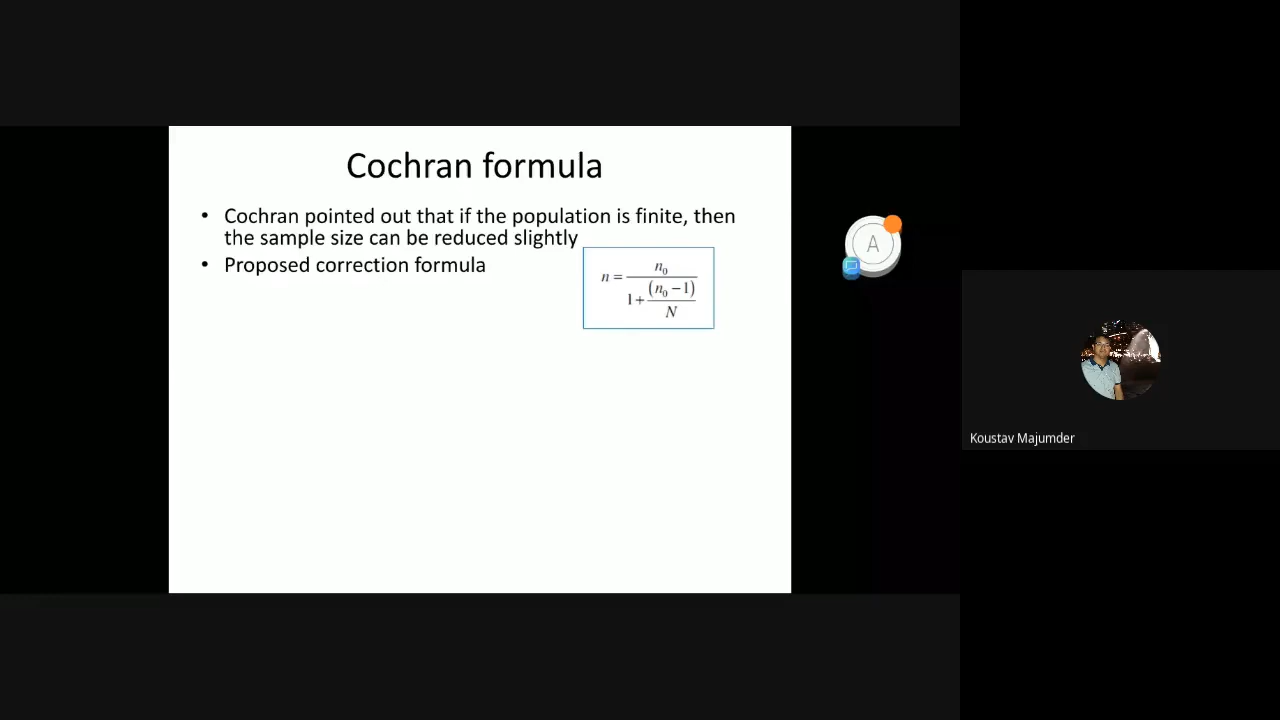 Cochran formula
• Cochran pointed out that if the population is finite, then
the sample size can be reduced slightly
• Proposed correction formula
n = n₀ / (1 + (n₀ − 1) / N)
A
Koustav Majumder